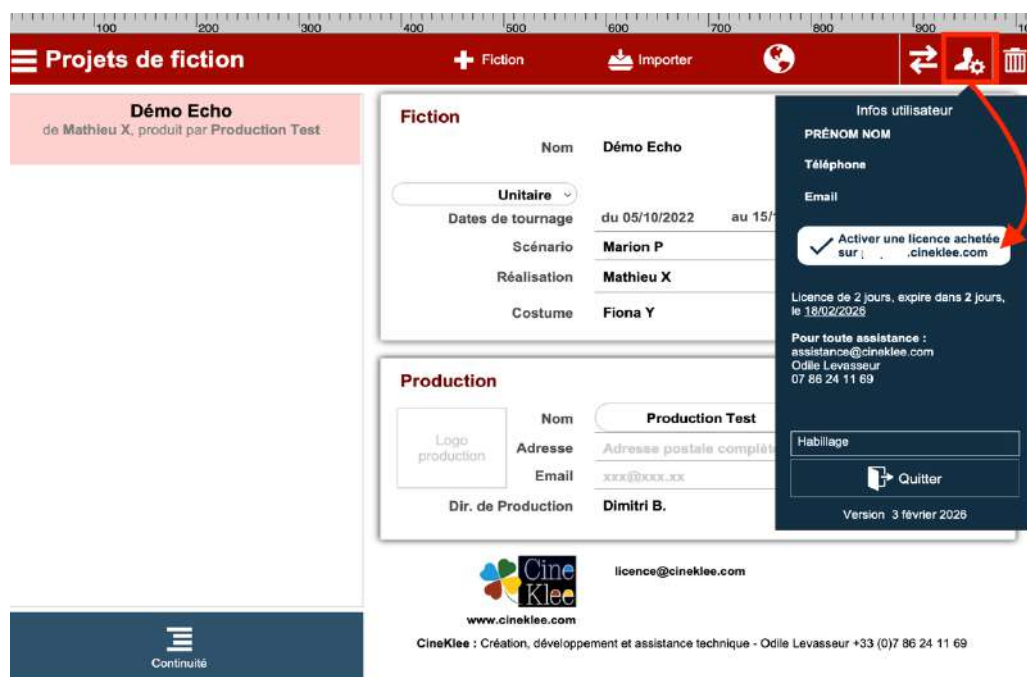 100 200 300 400 500 600 700 800 900
Projets de fiction
Fiction
Importer
Démo Echo
de Mathieu X, produit par Production Test
Fiction
Nom Démo Echo
Unitaire
Dates de tournage du 05/10/2022 au 15/
Scénario Marion P
Réalisation Mathieu X
Costume Fiona Y
Production
Logo
production
Nom Production Test
Adresse Adresse postale complèt
Email xxx@xxx.xx
Dir. de Production Dimitri B.
Infos utilisateur
PRÉNOM NOM
Téléphone
Email
Activer une licence achetée
sur .cineklee.com
Licence de 2 jours, expire dans 2 jours,
le 18/02/2026
Pour toute assistance :
assistance@cineklee.com
Odile Levasseur
07 86 24 11 69
Habillage
Quitter
Version 3 février 2026
Cine
Klee
licence@cineklee.com
www.cineklee.com
CineKlee : Création, développement et assistance technique - Odile Levasseur +33 (0)7 86 24 11 69
Continuité